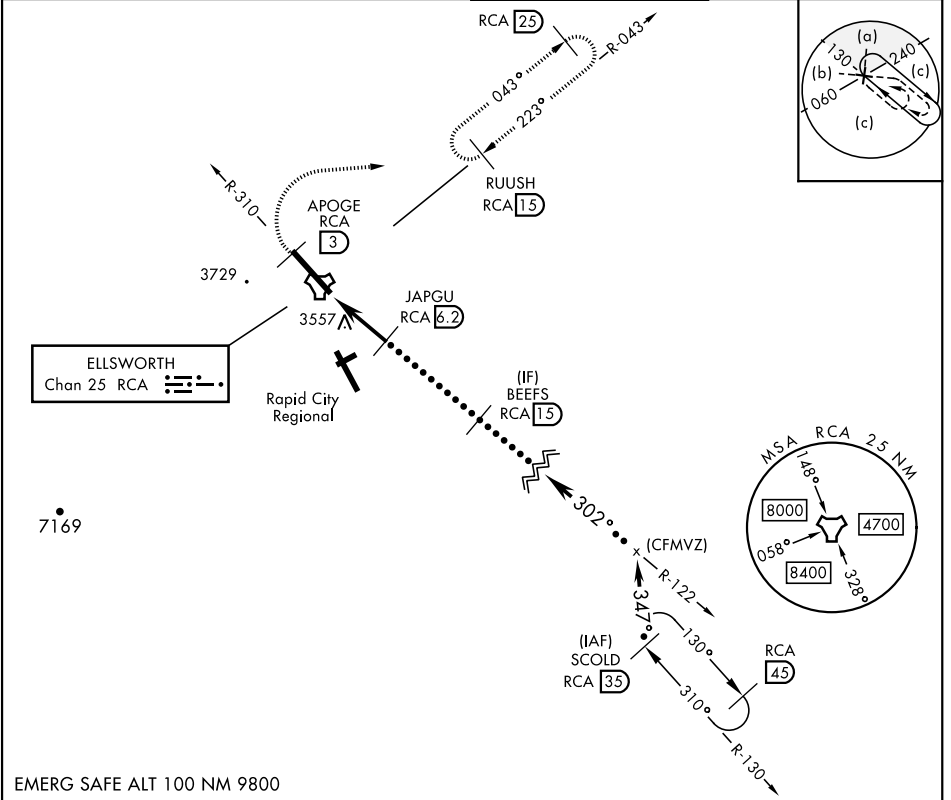 RCA 25
R-043
043°
223°
RUUSH
RCA 15
(a)
130
240
(b)
(c)
060
(c)
R-310
APOGE
RCA
3
3729
3557
JAPGU
RCA 6.2
ELLSWORTH
Chan 25 RCA
Rapid City
Regional
(IF)
BEEFS
RCA 15
MSA RCA 25 NM
148°
8000
4700
058°
8400
328°
7169
302°
(CFMVZ)
R-122
347°
130°
(IAF)
SCOLD
RCA 35
RCA
45
310°
R-130
EMERG SAFE ALT 100 NM 9800